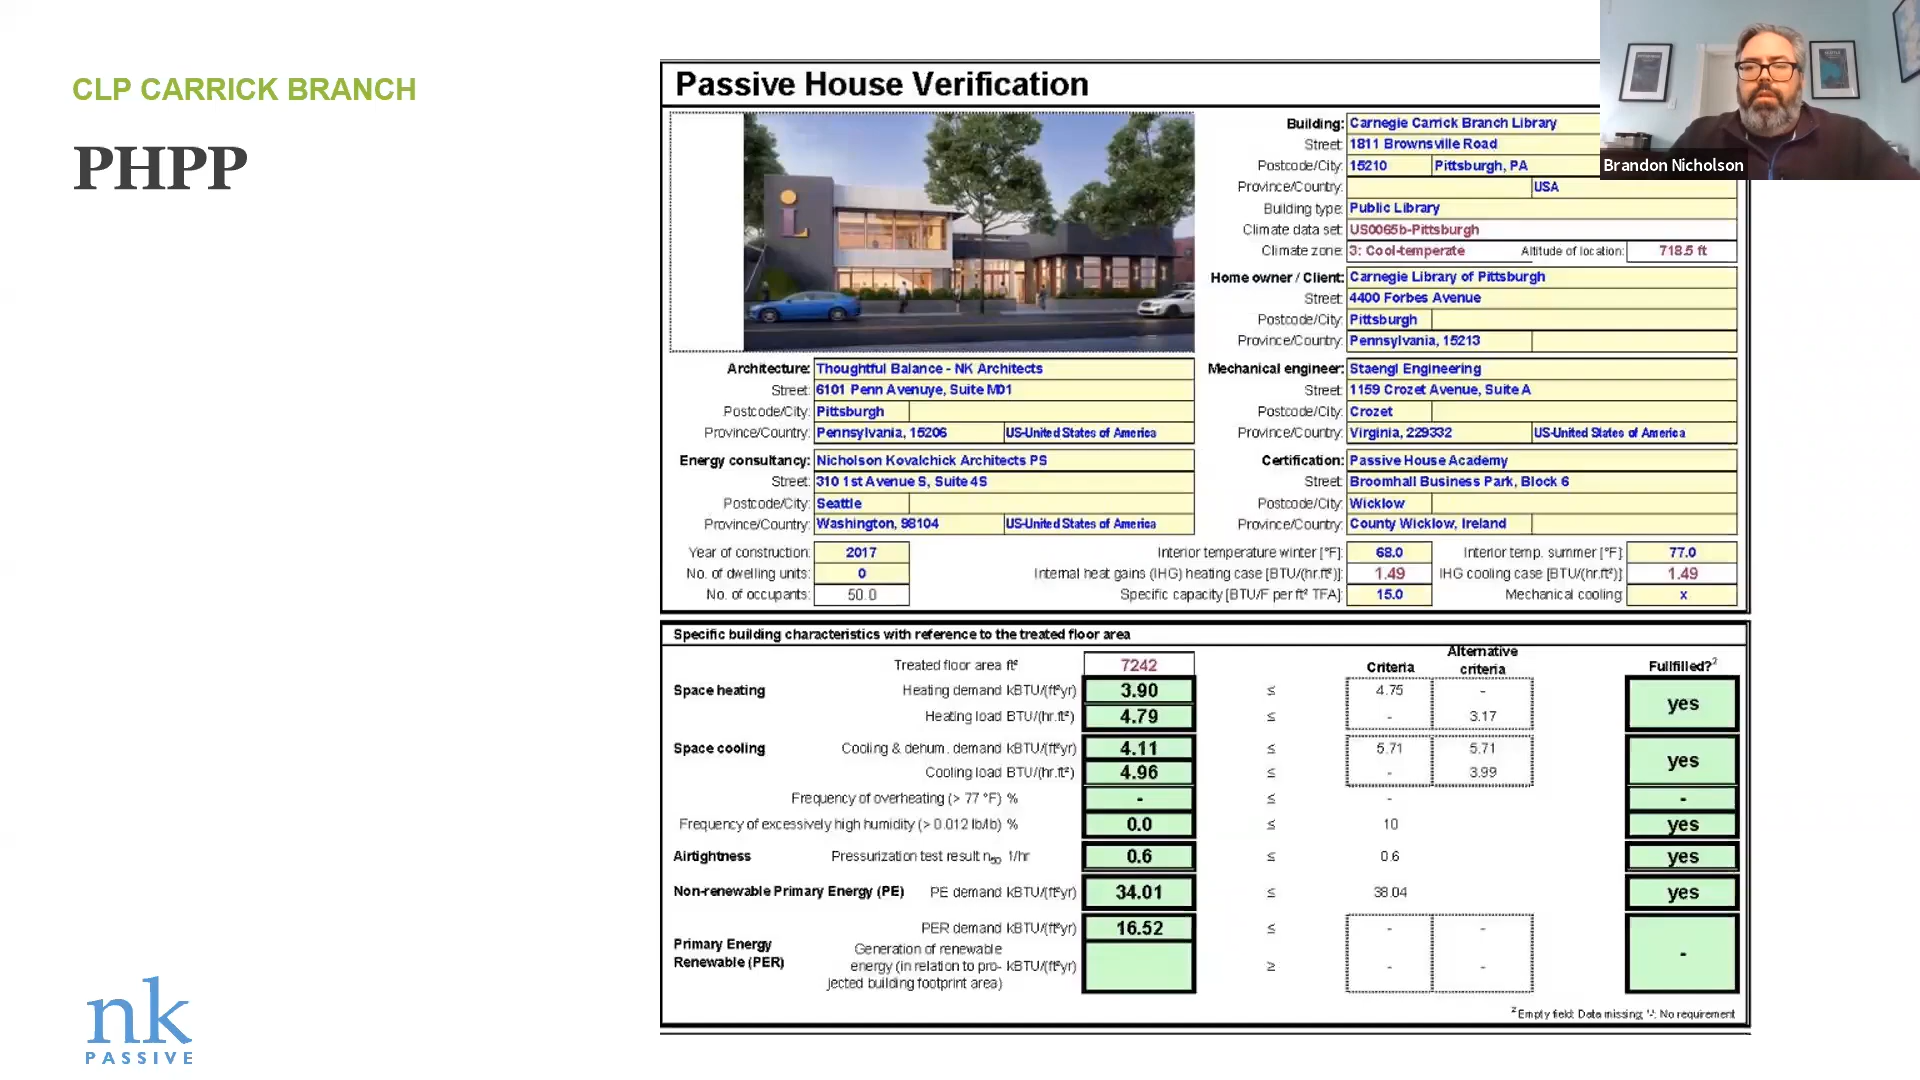 CLP CARRICK BRANCH
PHPP
Passive House Verification
Building: Carnegie Carrick Branch Library
Street: 1811 Brownsville Road
Postcode/City: 15210 Pittsburgh, PA
Province/Country: USA
Building type: Public Library
Climate data set: US0065b-Pittsburgh
Climate zone: 3: Cool-temperate Altitude of location: 718.5 ft
Home owner / Client: Carnegie Library of Pittsburgh
Street: 4400 Forbes Avenue
Postcode/City: Pittsburgh
Province/Country: Pennsylvania, 15213
Architecture: Thoughtful Balance - NK Architects
Street: 6101 Penn Avenuye, Suite M01
Postcode/City: Pittsburgh
Province/Country: Pennsylvania, 15206 US-United States of America
Mechanical engineer: Staengl Engineering
Street: 1159 Crozet Avenue, Suite A
Postcode/City: Crozet
Province/Country: Virginia, 229332 US-United States of America
Energy consultancy: Nicholson Kovalchick Architects PS
Street: 310 1st Avenue S, Suite 4S
Postcode/City: Seattle
Province/Country: Washington, 98104 US-United States of America
Certification: Passive House Academy
Street: Broomhall Business Park, Block 6
Postcode/City: Wicklow
Province/Country: County Wicklow, Ireland
Year of construction: 2017 Interior temperature winter [°F]: 68.0 Interior temp. summer [°F]: 77.0
No. of dwelling units: 0 Internal heat gains (IHG) heating case [BTU/(hr.ft²)]: 1.49 IHG cooling case [BTU/(hr.ft²)]: 1.49
No. of occupants: 50.0 Specific capacity [BTU/F per ft² TFA]: 15.0 Mechanical cooling: x
Specific building characteristics with reference to the treated floor area
Treated floor area ft² 7242 Criteria Alternative criteria Fullfilled?²
Space heating Heating demand kBTU/(ft²yr) 3.90 ≤ 4.75 - yes
Heating load BTU/(hr.ft²) 4.79 ≤ - 3.17
Space cooling Cooling & dehum. demand kBTU/(ft²yr) 4.11 ≤ 5.71 5.71 yes
Cooling load BTU/(hr.ft²) 4.96 ≤ - 3.99
Frequency of overheating (> 77 °F) % - ≤ - -
Frequency of excessively high humidity (> 0.012 lb/lb) % 0.0 ≤ 10 yes
Airtightness Pressurization test result n₅₀ 1/hr 0.6 ≤ 0.6 yes
Non-renewable Primary Energy (PE) PE demand kBTU/(ft²yr) 34.01 ≤ 38.04 yes
PER demand kBTU/(ft²yr) 16.52 ≤ - -
Primary Energy Renewable (PER) Generation of renewable
energy (in relation to pro- kBTU/(ft²yr) ≥ - - -
jected building footprint area)
² Empty field: Data missing; '-': No requirement
Brandon Nicholson
L
nk
PASSIVE